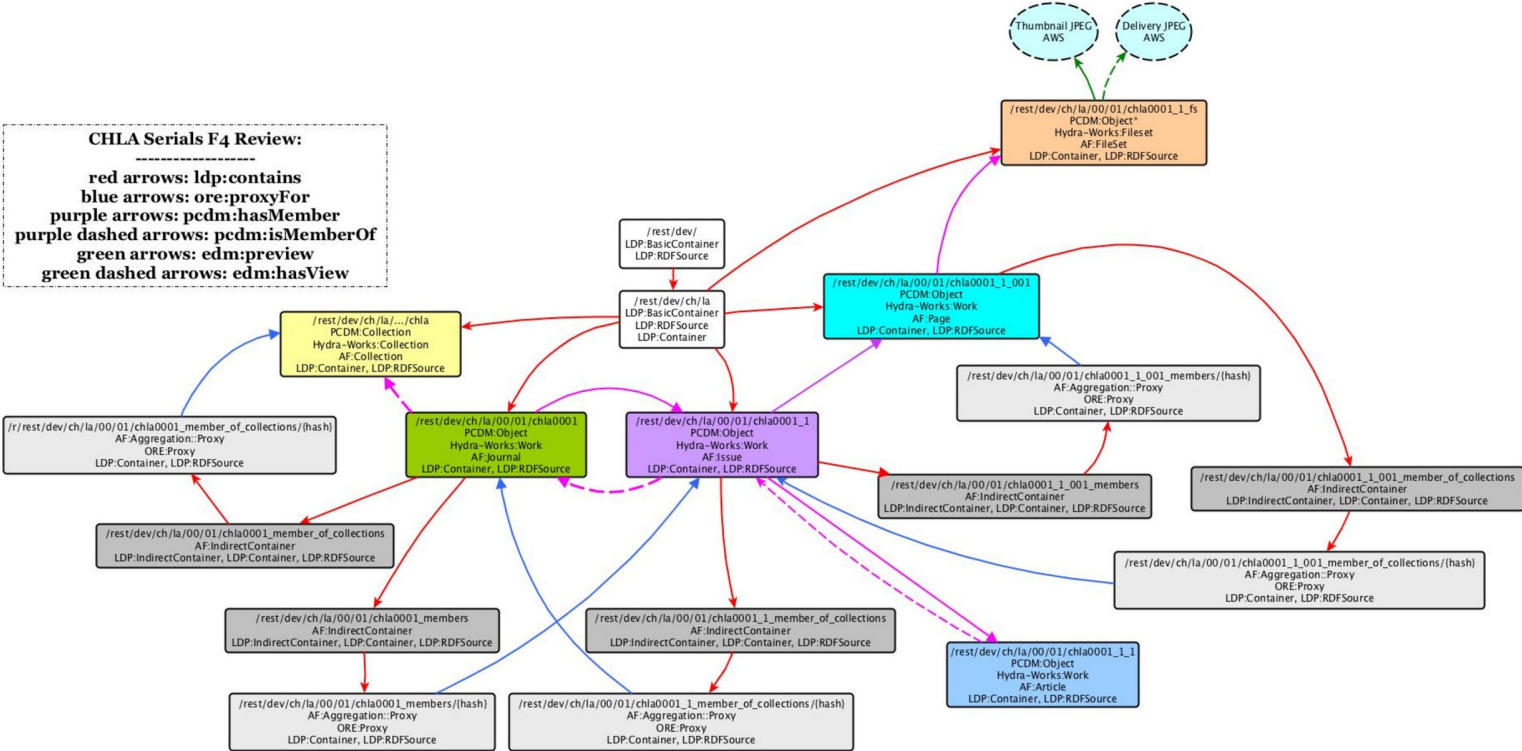 Thumbnail JPEG
AWS
Delivery JPEG
AWS
/rest/dev/ch/la/00/01/chla0001_1_fs
PCDM:Object*
Hydra-Works:Fileset
AF:FileSet
LDP:Container, LDP:RDFSource
CHLA Serials F4 Review:
-------------------
red arrows: ldp:contains
blue arrows: ore:proxyFor
purple arrows: pcdm:hasMember
purple dashed arrows: pcdm:isMemberOf
green arrows: edm:preview
green dashed arrows: edm:hasView
/rest/dev/
LDP:BasicContainer
LDP:RDFSource
/rest/dev/ch/la
LDP:BasicContainer
LDP:RDFSource
LDP:Container
/rest/dev/ch/la/00/01/chla0001_1_001
PCDM:Object
Hydra-Works:Work
AF:Page
LDP:Container, LDP:RDFSource
/rest/dev/ch/la/.../chla
PCDM:Collection
Hydra-Works:Collection
AF:Collection
LDP:Container, LDP:RDFSource
/rest/dev/ch/la/00/01/chla0001_1_001_members/{hash}
AF:Aggregation::Proxy
ORE:Proxy
LDP:Container, LDP:RDFSource
/r/rest/dev/ch/la/00/01/chla0001_member_of_collections/{hash}
AF:Aggregation::Proxy
ORE:Proxy
LDP:Container, LDP:RDFSource
/rest/dev/ch/la/00/01/chla0001
PCDM:Object
Hydra-Works:Work
AF:Journal
LDP:Container, LDP:RDFSource
/rest/dev/ch/la/00/01/chla0001_1
PCDM:Object
Hydra-Works:Work
AF:Issue
LDP:Container, LDP:RDFSource
/rest/dev/ch/la/00/01/chla0001_1_001_members
AF:IndirectContainer
LDP:IndirectContainer, LDP:Container, LDP:RDFSource
/rest/dev/ch/la/00/01/chla0001_1_001_member_of_collections
AF:IndirectContainer
LDP:IndirectContainer, LDP:Container, LDP:RDFSource
/rest/dev/ch/la/00/01/chla0001_member_of_collections
AF:IndirectContainer
LDP:IndirectContainer, LDP:Container, LDP:RDFSource
/rest/dev/ch/la/00/01/chla0001_1_001_member_of_collections/{hash}
AF:Aggregation::Proxy
ORE:Proxy
LDP:Container, LDP:RDFSource
/rest/dev/ch/la/00/01/chla0001_members
AF:IndirectContainer
LDP:IndirectContainer, LDP:Container, LDP:RDFSource
/rest/dev/ch/la/00/01/chla0001_1_member_of_collections
AF:IndirectContainer
LDP:IndirectContainer, LDP:Container, LDP:RDFSource
/rest/dev/ch/la/00/01/chla0001_1_1
PCDM:Object
Hydra-Works:Work
AF:Article
LDP:Container, LDP:RDFSource
/rest/dev/ch/la/00/01/chla0001_members/{hash}
AF:Aggregation::Proxy
ORE:Proxy
LDP:Container, LDP:RDFSource
/rest/dev/ch/la/00/01/chla0001_1_member_of_collections/{hash}
AF:Aggregation::Proxy
ORE:Proxy
LDP:Container, LDP:RDFSource